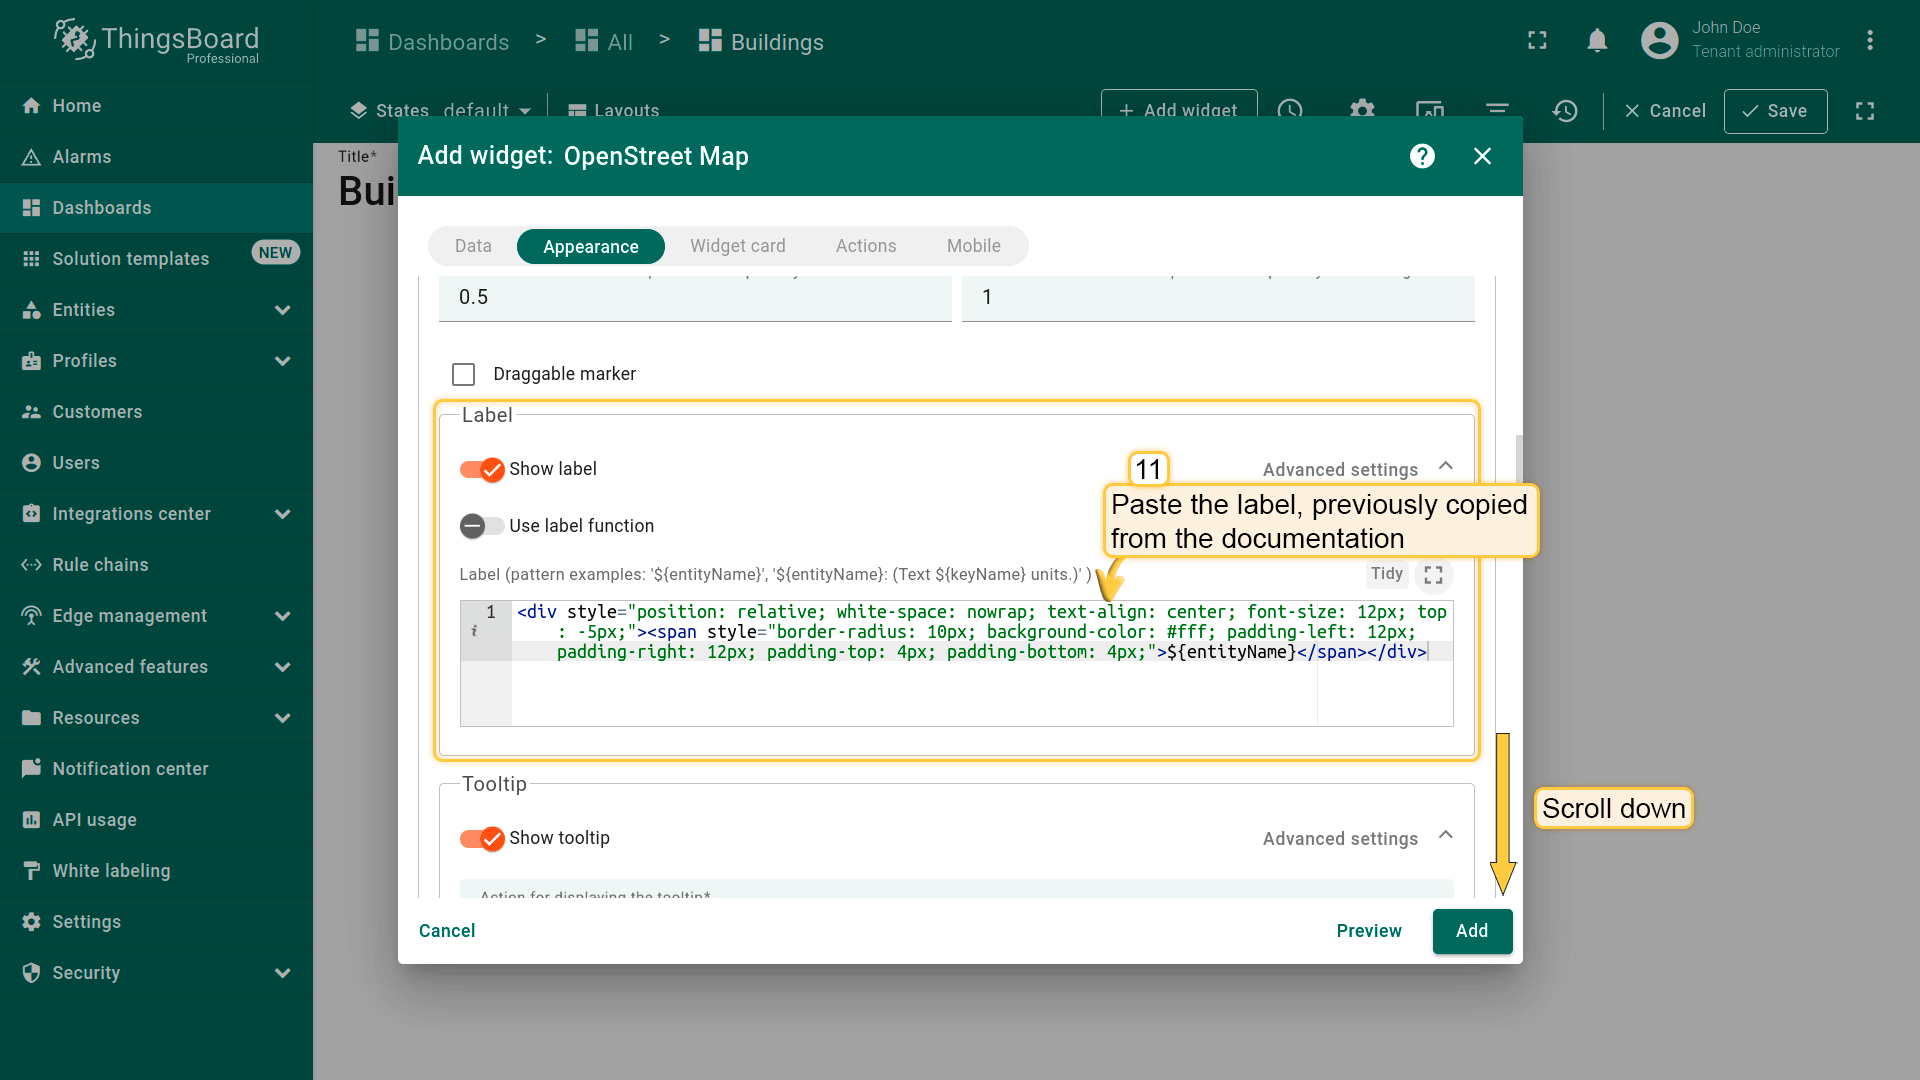 ThingsBoard
Professional
Dashboards > All > Buildings
John Doe
Tenant administrator
Home
Alarms
Dashboards
Solution templates NEW
Entities
Profiles
Customers
Users
Integrations center
Rule chains
Edge management
Advanced features
Resources
Notification center
API usage
White labeling
Settings
Security
States default Layouts + Add widget Cancel Save
Title*
Bui
Add widget: OpenStreet Map ?
Data Appearance Widget card Actions Mobile
0.5 1
Draggable marker
Label
Show label Advanced settings
11
Paste the label, previously copied
from the documentation
Use label function
Label (pattern examples: '${entityName}', '${entityName}: (Text ${keyName} units.)' ) Tidy
1 <div style="position: relative; white-space: nowrap; text-align: center; font-size: 12px; top
i : -5px;"><span style="border-radius: 10px; background-color: #fff; padding-left: 12px;
padding-right: 12px; padding-top: 4px; padding-bottom: 4px;">${entityName}</span></div>
Tooltip
Show tooltip Advanced settings
Scroll down
Action for displaying the tooltip*
Cancel Preview Add